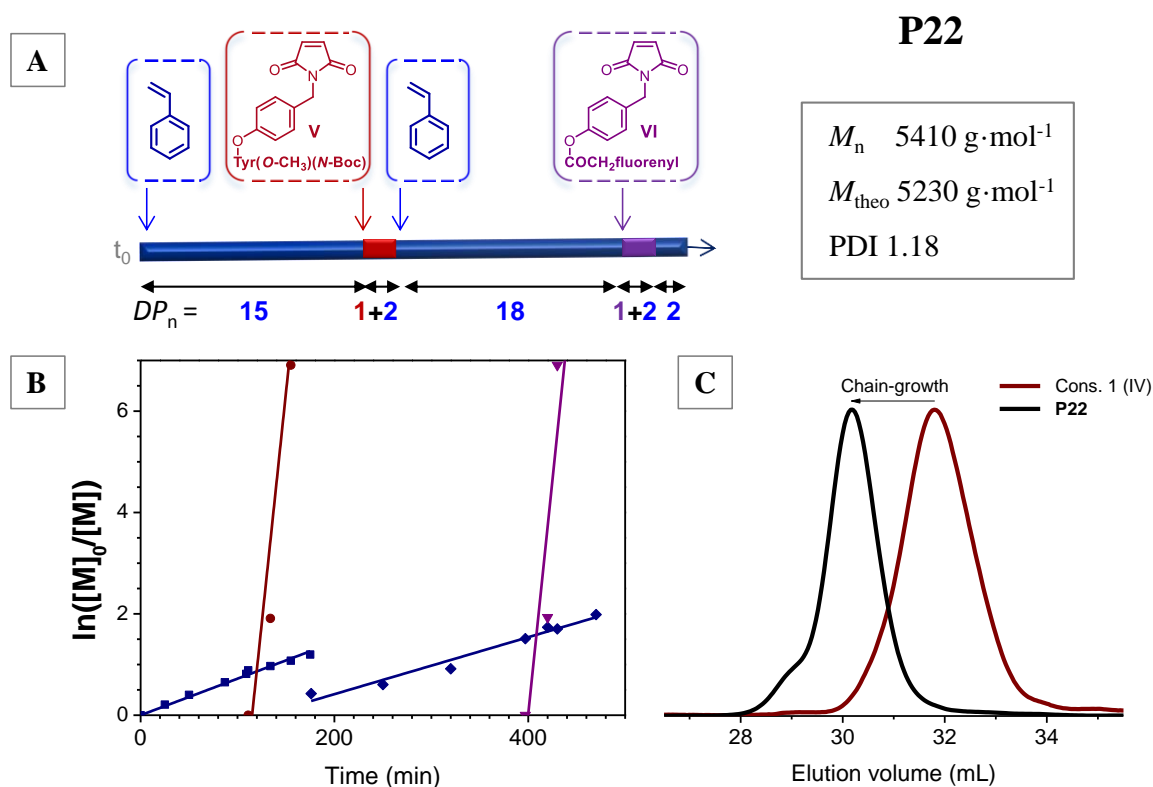 P22
A
V
Tyr(O-CH3)(N-Boc)
VI
COCH2fluorenyl
N
O
O
O
N
O
O
O
t0
DPn = 15 1+2 18 1+2 2
Mn 5410 g·mol-1
Mtheo 5230 g·mol-1
PDI 1.18
B
ln([M]0/[M])
6
4
2
0
0 200 400
Time (min)
C
Chain-growth
Cons. 1 (IV)
P22
28 30 32 34
Elution volume (mL)